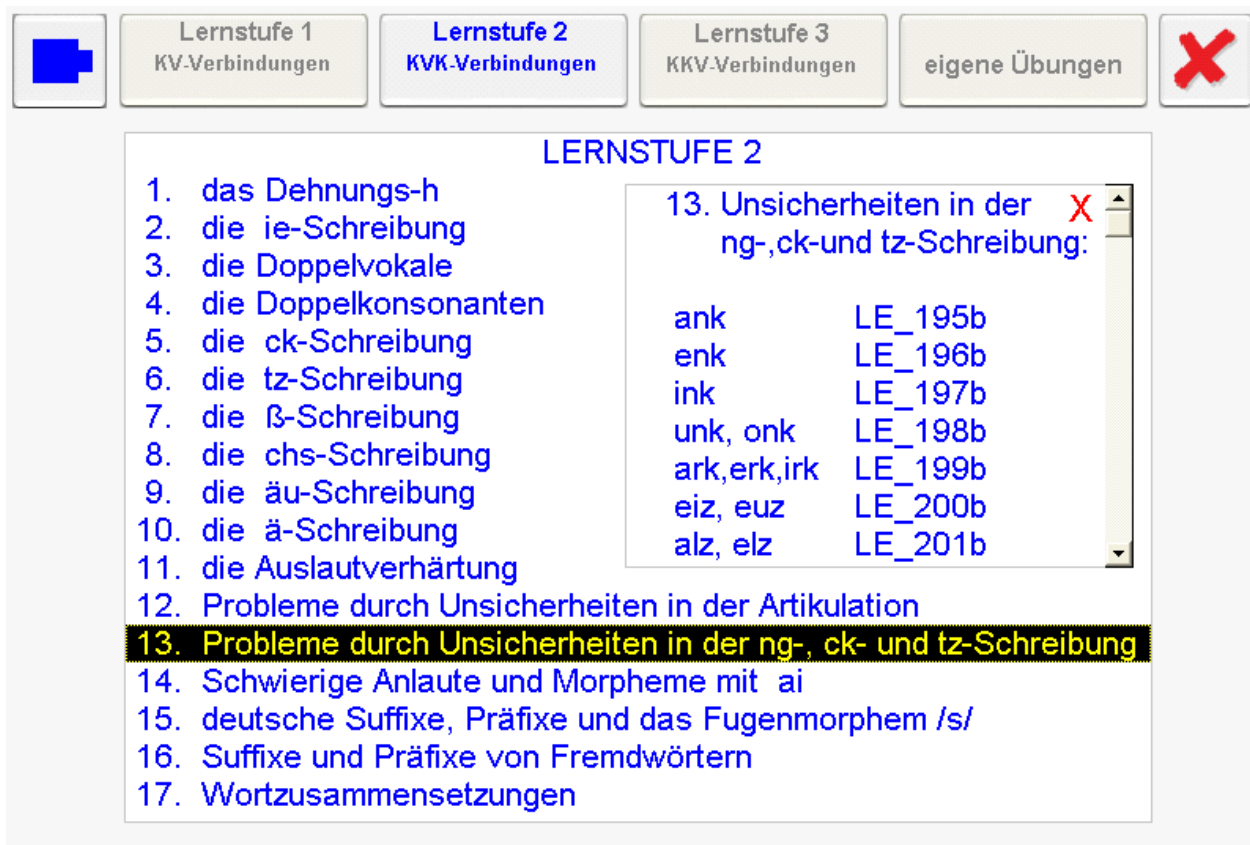 Lernstufe 1
KV-Verbindungen
Lernstufe 2
KVK-Verbindungen
Lernstufe 3
KKV-Verbindungen
eigene Übungen
LERNSTUFE 2
1. das Dehnungs-h
2. die ie-Schreibung
3. die Doppelvokale
4. die Doppelkonsonanten
5. die ck-Schreibung
6. die tz-Schreibung
7. die ß-Schreibung
8. die chs-Schreibung
9. die äu-Schreibung
10. die ä-Schreibung
11. die Auslautverhärtung
12. Probleme durch Unsicherheiten in der Artikulation
13. Probleme durch Unsicherheiten in der ng-, ck- und tz-Schreibung
14. Schwierige Anlaute und Morpheme mit ai
15. deutsche Suffixe, Präfixe und das Fugenmorphem /s/
16. Suffixe und Präfixe von Fremdwörtern
17. Wortzusammensetzungen
13. Unsicherheiten in der X
ng-,ck-und tz-Schreibung:
ank LE_195b
enk LE_196b
ink LE_197b
unk, onk LE_198b
ark,erk,irk LE_199b
eiz, euz LE_200b
alz, elz LE_201b